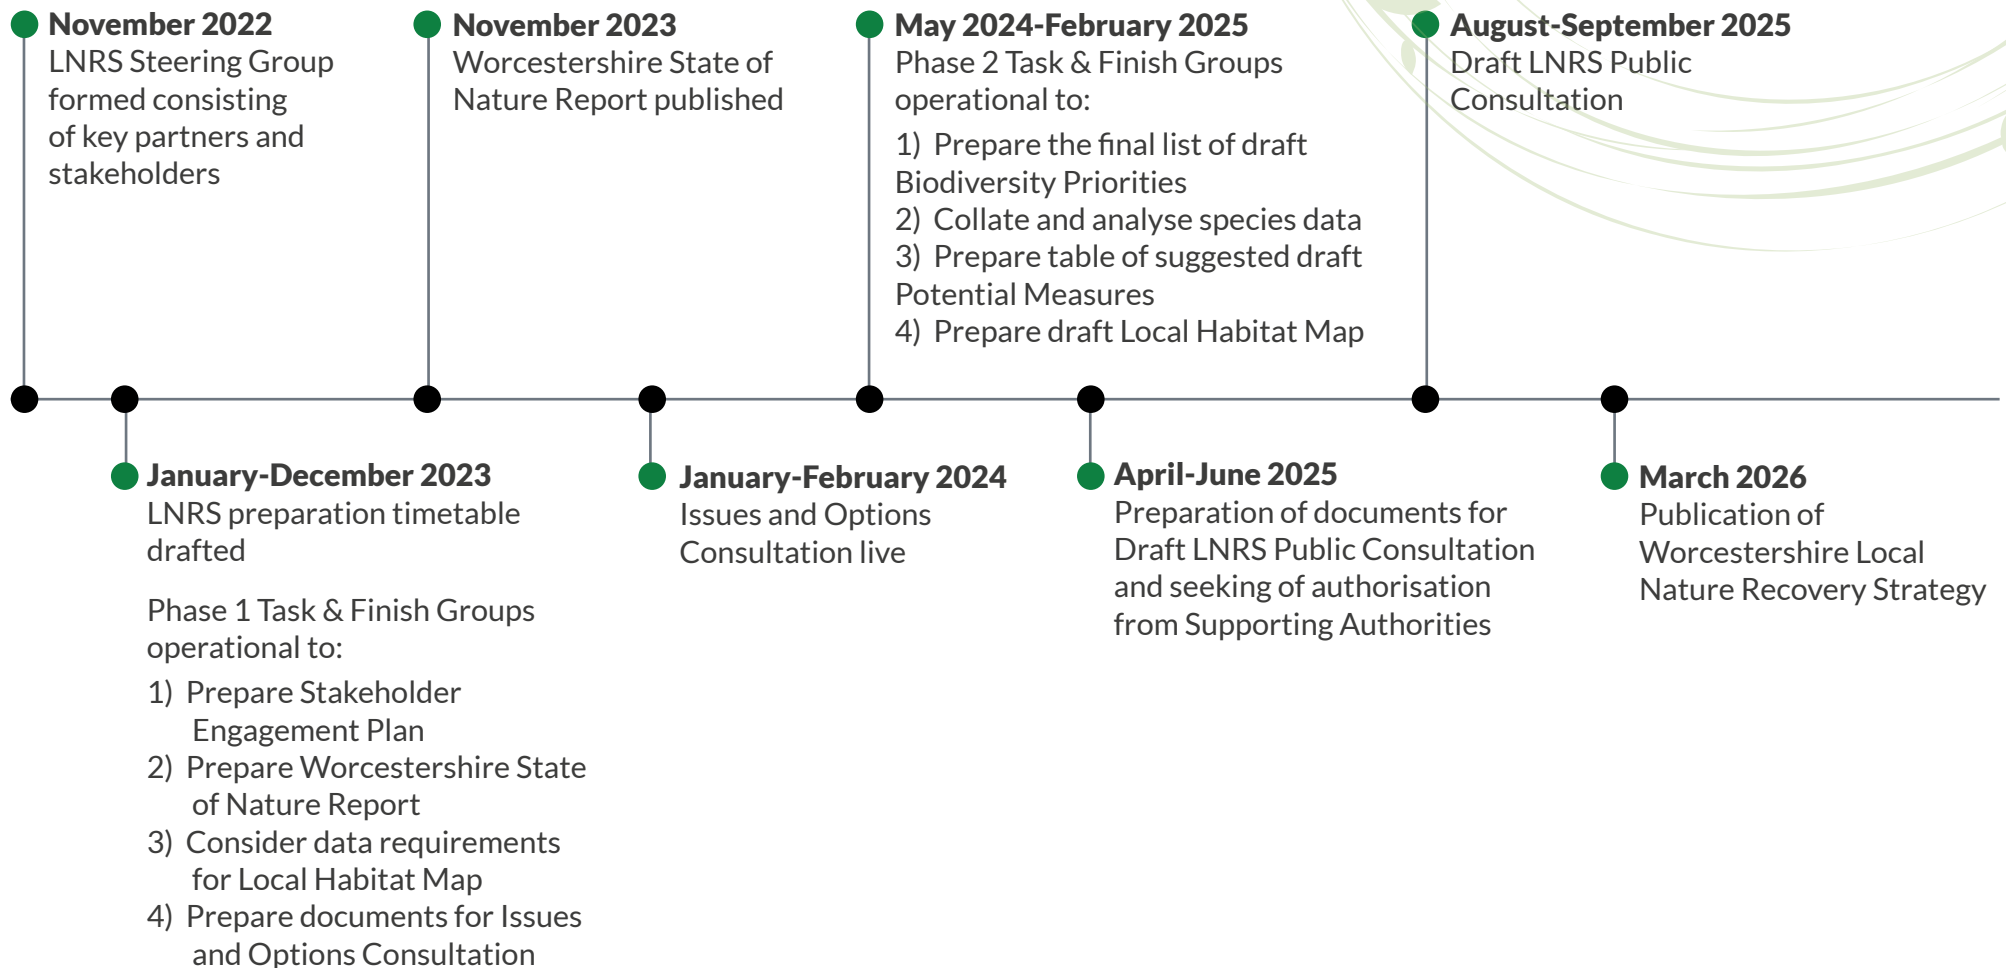 November 2022
LNRS Steering Group
formed consisting
of key partners and
stakeholders
January-December 2023
LNRS preparation timetable
drafted
Phase 1 Task & Finish Groups
operational to:
1) Prepare Stakeholder
Engagement Plan
2) Prepare Worcestershire State
of Nature Report
3) Consider data requirements
for Local Habitat Map
4) Prepare documents for Issues
and Options Consultation
November 2023
Worcestershire State of
Nature Report published
January-February 2024
Issues and Options
Consultation live
May 2024-February 2025
Phase 2 Task & Finish Groups
operational to:
1) Prepare the final list of draft
Biodiversity Priorities
2) Collate and analyse species data
3) Prepare table of suggested draft
Potential Measures
4) Prepare draft Local Habitat Map
April-June 2025
Preparation of documents for
Draft LNRS Public Consultation
and seeking of authorisation
from Supporting Authorities
August-September 2025
Draft LNRS Public
Consultation
March 2026
Publication of
Worcestershire Local
Nature Recovery Strategy